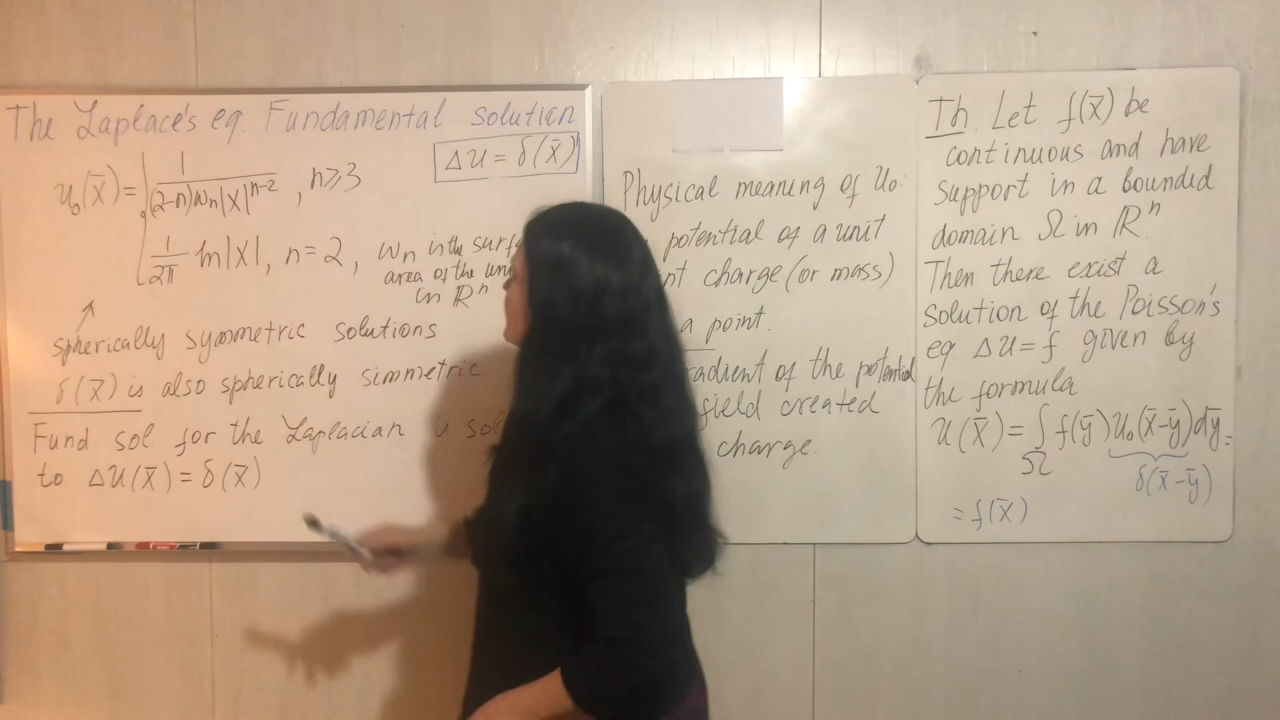 The Laplace's eq. Fundamental solution
ΔU = δ(x̄)
u₀(x̄) = { 1 / (2-n)ωₙ|x|ⁿ⁻², n≥3
1/2π ln|x|, n=2, ωₙ is the surf
area of the un
in ℝⁿ
spherically symmetric solutions
δ(x̄) is also spherically simmetric
Fund sol. for the Laplacian is sol
to ΔU(x̄) = δ(x̄)
Physical meaning of U₀:
potential of a unit
nt charge (or mass)
a point.
radient of the potential
field created
charge.
Th. Let f(x̄) be
continuous and have
support in a bounded
domain Ω in ℝⁿ.
Then there exist a
solution of the Poisson's
eq. ΔU = f given by
the formula
U(x̄) = ∫_Ω f(ȳ) U₀(x̄-ȳ) dȳ =
δ(x̄-ȳ)
= f(x̄)